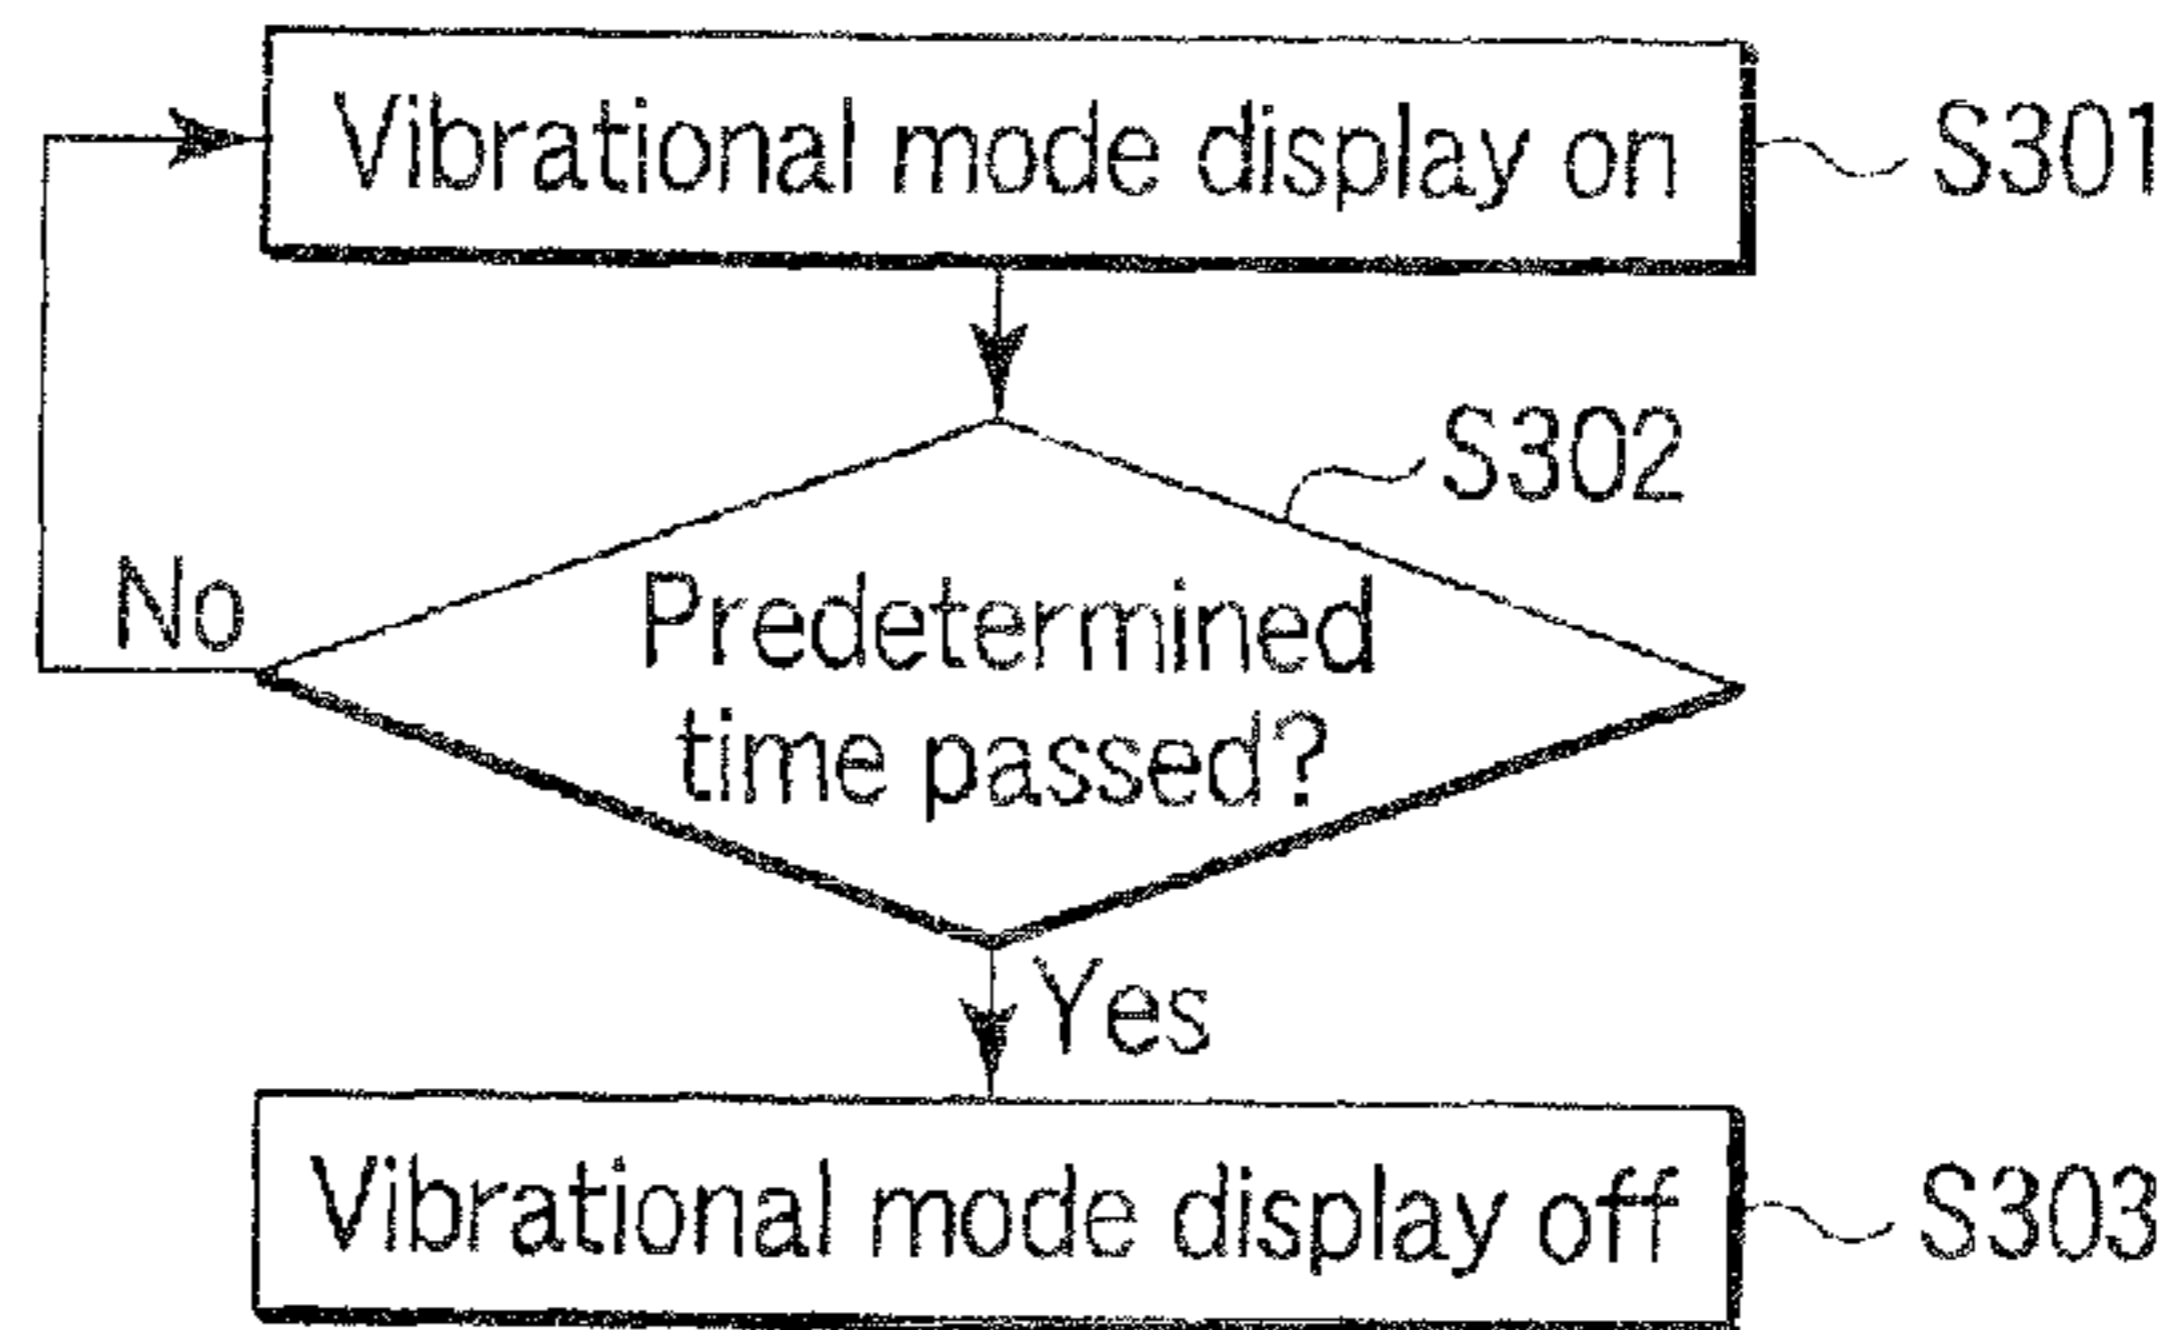 Vibrational mode display on
S301
S302
No
Predetermined
time passed?
Yes
Vibrational mode display off
S303